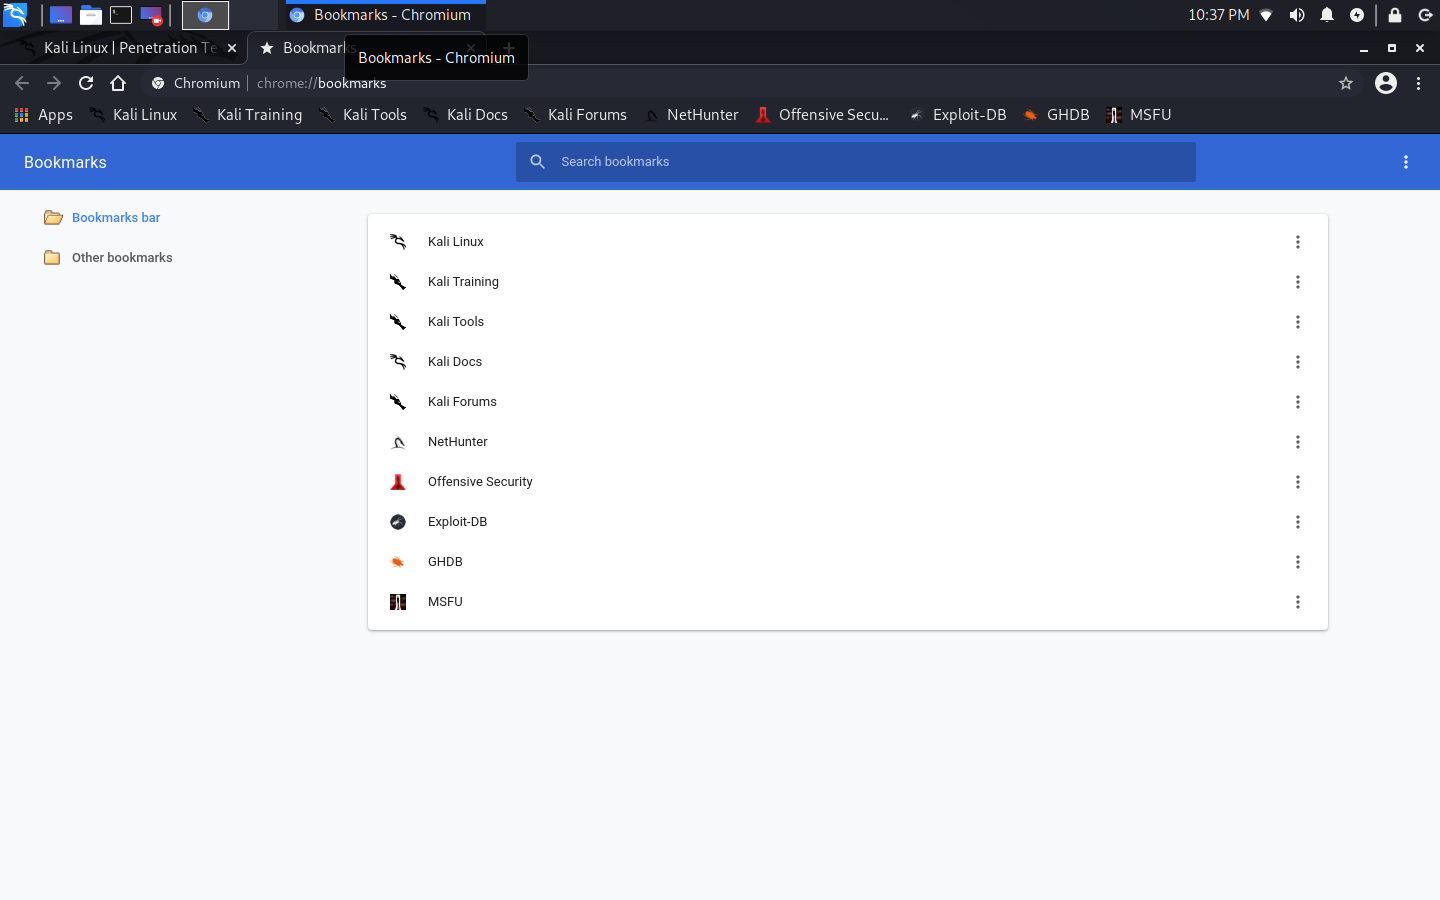 Bookmarks - Chromium
10:37 PM
Kali Linux | Penetration Te
Bookmarks
Bookmarks - Chromium
Chromium
chrome://bookmarks
Apps
Kali Linux
Kali Training
Kali Tools
Kali Docs
Kali Forums
NetHunter
Offensive Secu...
Exploit-DB
GHDB
MSFU
Bookmarks
Search bookmarks
Bookmarks bar
Other bookmarks
Kali Linux
Kali Training
Kali Tools
Kali Docs
Kali Forums
NetHunter
Offensive Security
Exploit-DB
GHDB
MSFU